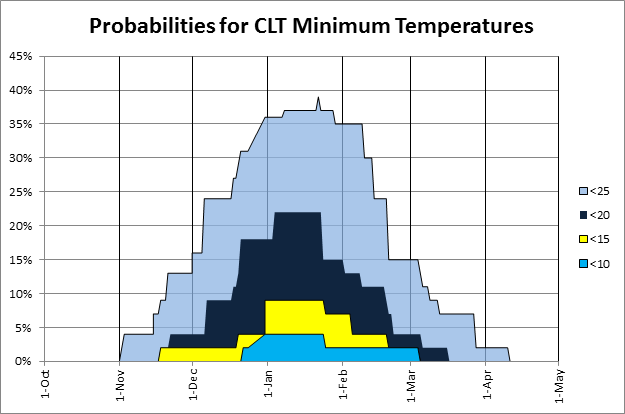 Probabilities for CLT Minimum Temperatures
45%
40%
35%
30%
25%
20%
15%
10%
5%
0%
<25
<20
<15
<10
1-Oct
1-Nov
1-Dec
1-Jan
1-Feb
1-Mar
1-Apr
1-May